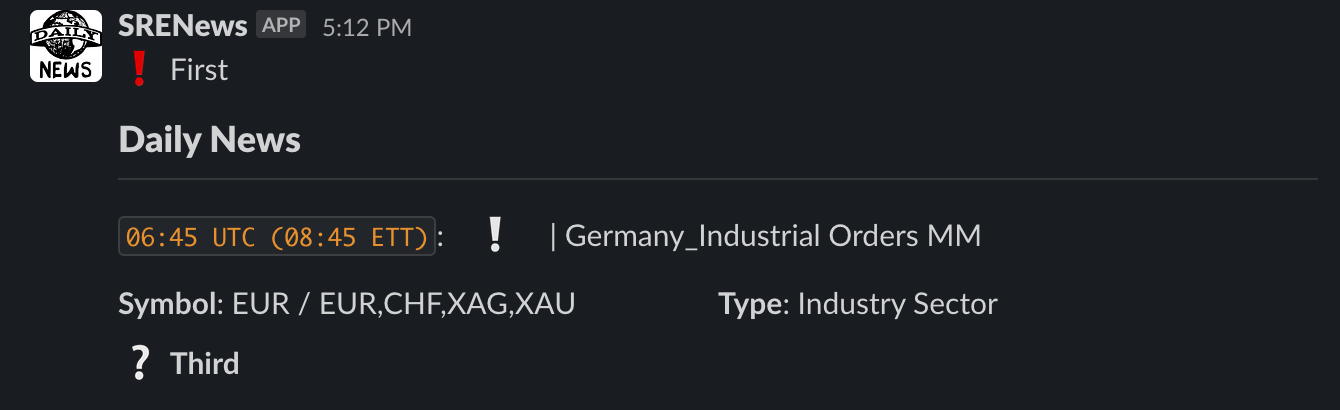 DAILY
NEWS
SRENews APP 5:12 PM
❗ First
Daily News
06:45 UTC (08:45 ETT): ❕ | Germany_Industrial Orders MM
Symbol: EUR / EUR,CHF,XAG,XAU Type: Industry Sector
❔ Third